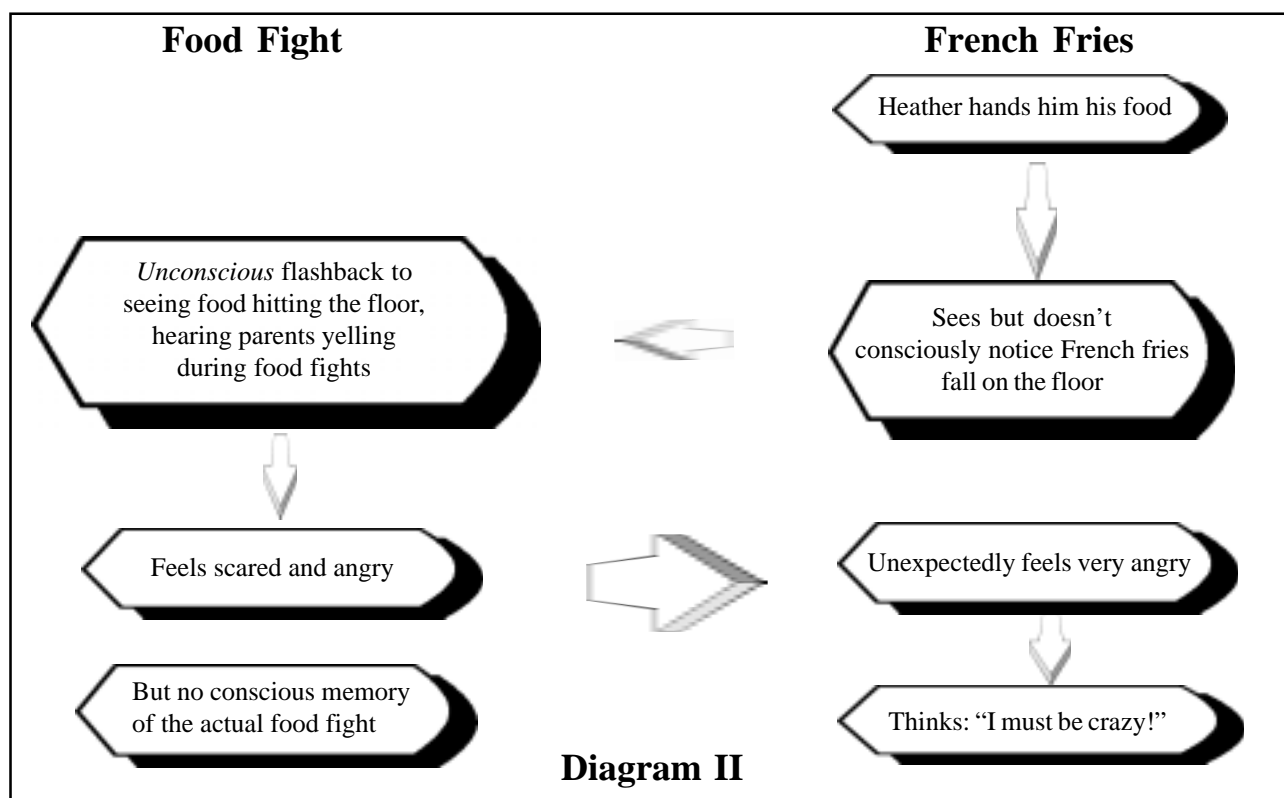 Food Fight
French Fries
Heather hands him his food
Unconscious flashback to
seeing food hitting the floor,
hearing parents yelling
during food fights
Sees but doesn’t
consciously notice French fries
fall on the floor
Feels scared and angry
Unexpectedly feels very angry
But no conscious memory
of the actual food fight
Thinks: “I must be crazy!”
Diagram II